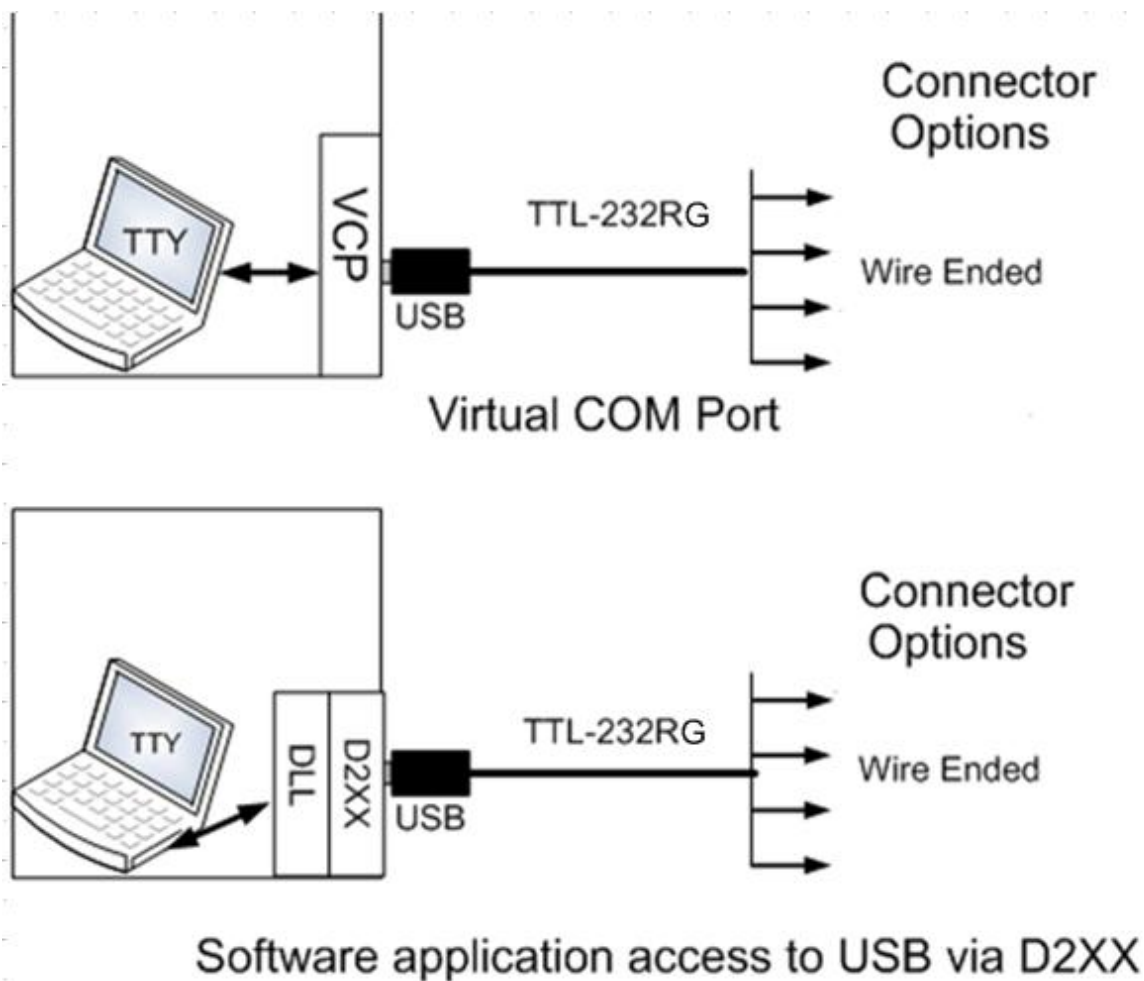 Connector
Options
TTY
VCP
TTL-232RG
USB
Wire Ended
Virtual COM Port
Connector
Options
TTY
DLL
D2XX
TTL-232RG
USB
Wire Ended
Software application access to USB via D2XX